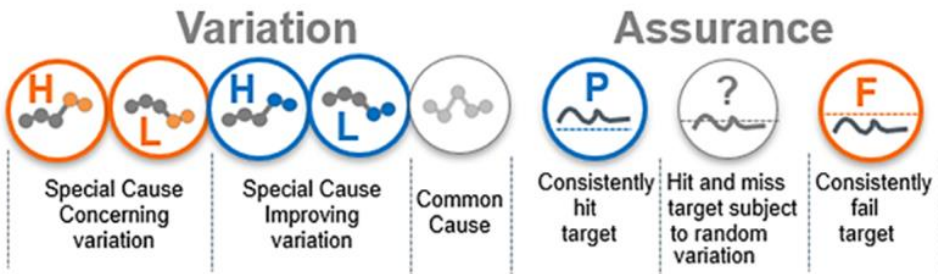 Variation
Assurance
H
L
H
L
P
?
F
Special Cause
Concerning
variation
Special Cause
Improving
variation
Common
Cause
Consistently
hit
target
Hit and miss
target subject
to random
variation
Consistently
fail
target